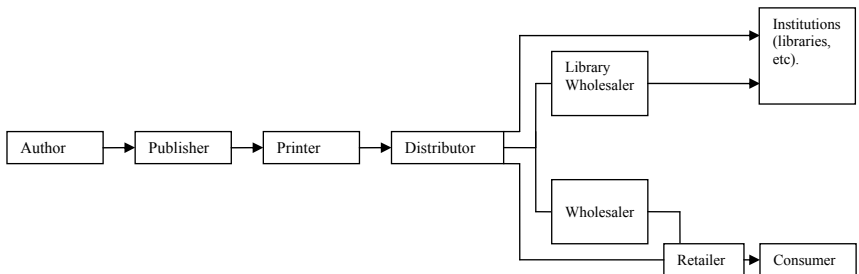 Institutions
(libraries,
etc).
Library
Wholesaler
Author
Publisher
Printer
Distributor
Wholesaler
Retailer
Consumer